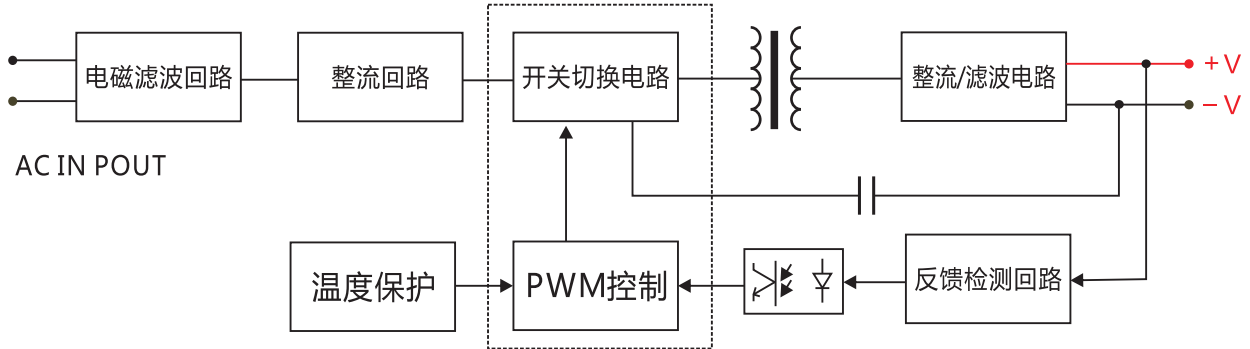 电磁滤波回路
整流回路
开关切换电路
整流/滤波电路
+V
−V
AC IN POUT
温度保护
PWM控制
反馈检测回路